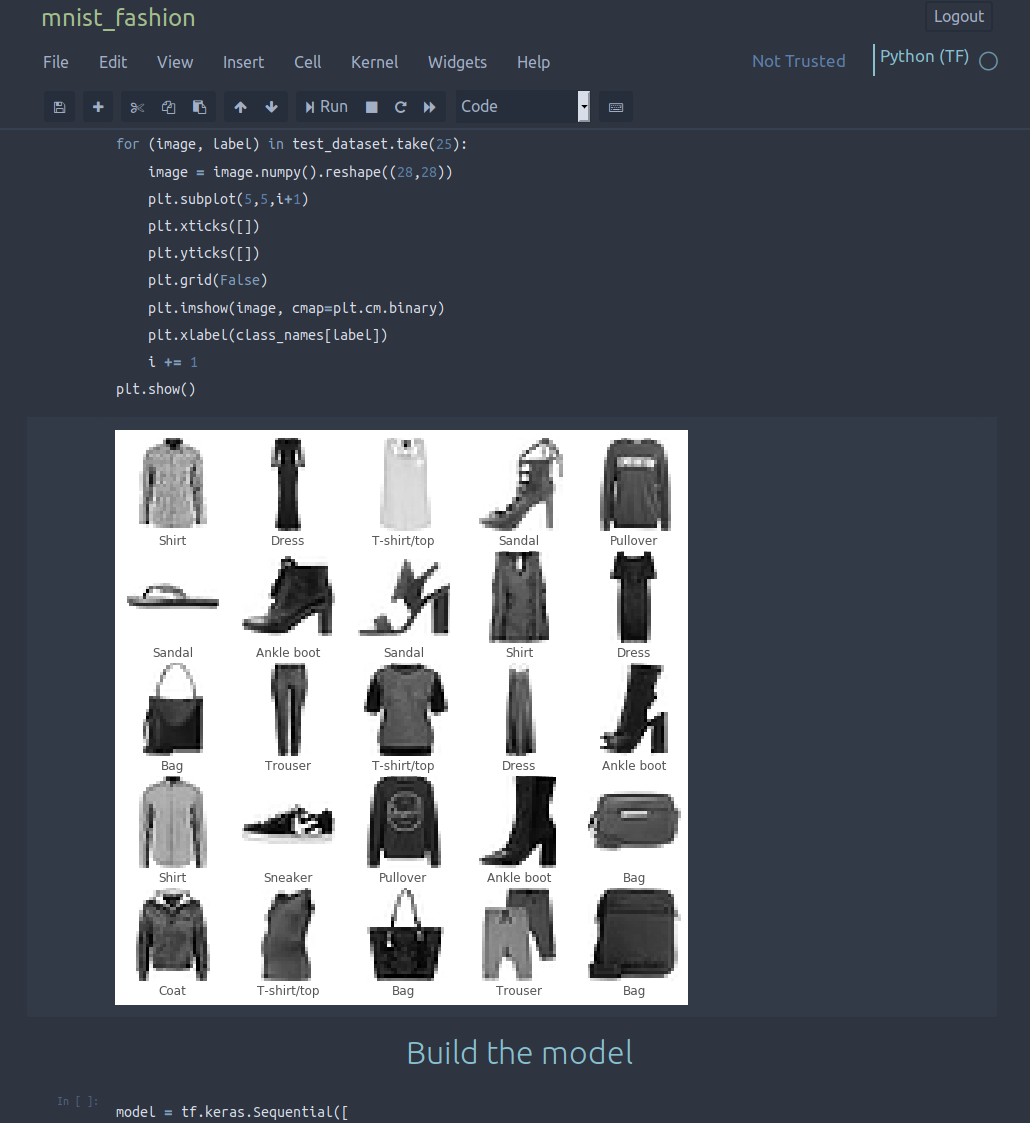 mnist_fashion
Logout
File Edit View Insert Cell Kernel Widgets Help
Not Trusted
Python (TF)
Run
Code
for (image, label) in test_dataset.take(25):
    image = image.numpy().reshape((28,28))
    plt.subplot(5,5,i+1)
    plt.xticks([])
    plt.yticks([])
    plt.grid(False)
    plt.imshow(image, cmap=plt.cm.binary)
    plt.xlabel(class_names[label])
    i += 1
plt.show()
Shirt Dress T-shirt/top Sandal Pullover
Sandal Ankle boot Sandal Shirt Dress
Bag Trouser T-shirt/top Dress Ankle boot
Shirt Sneaker Pullover Ankle boot Bag
Coat T-shirt/top Bag Trouser Bag
Build the model
In [ ]:
model = tf.keras.Sequential([